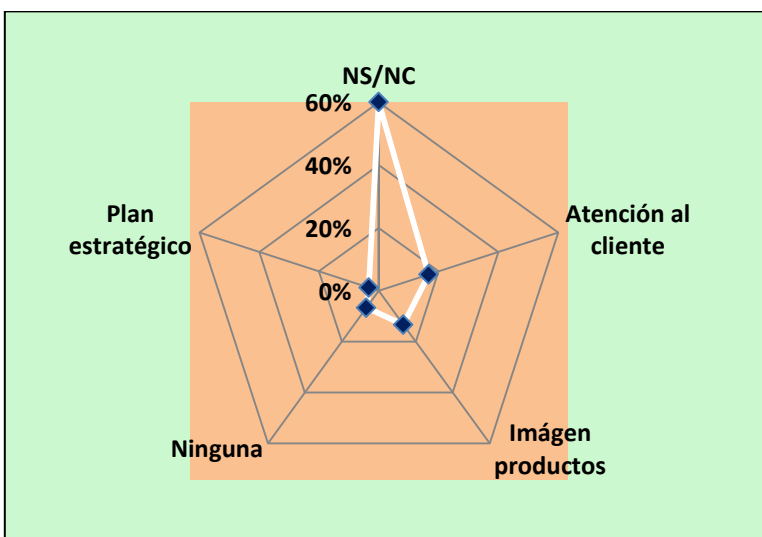 NS/NC
60%
40%
20%
0%
Atención al
cliente
Imágen
productos
Ninguna
Plan
estratégico